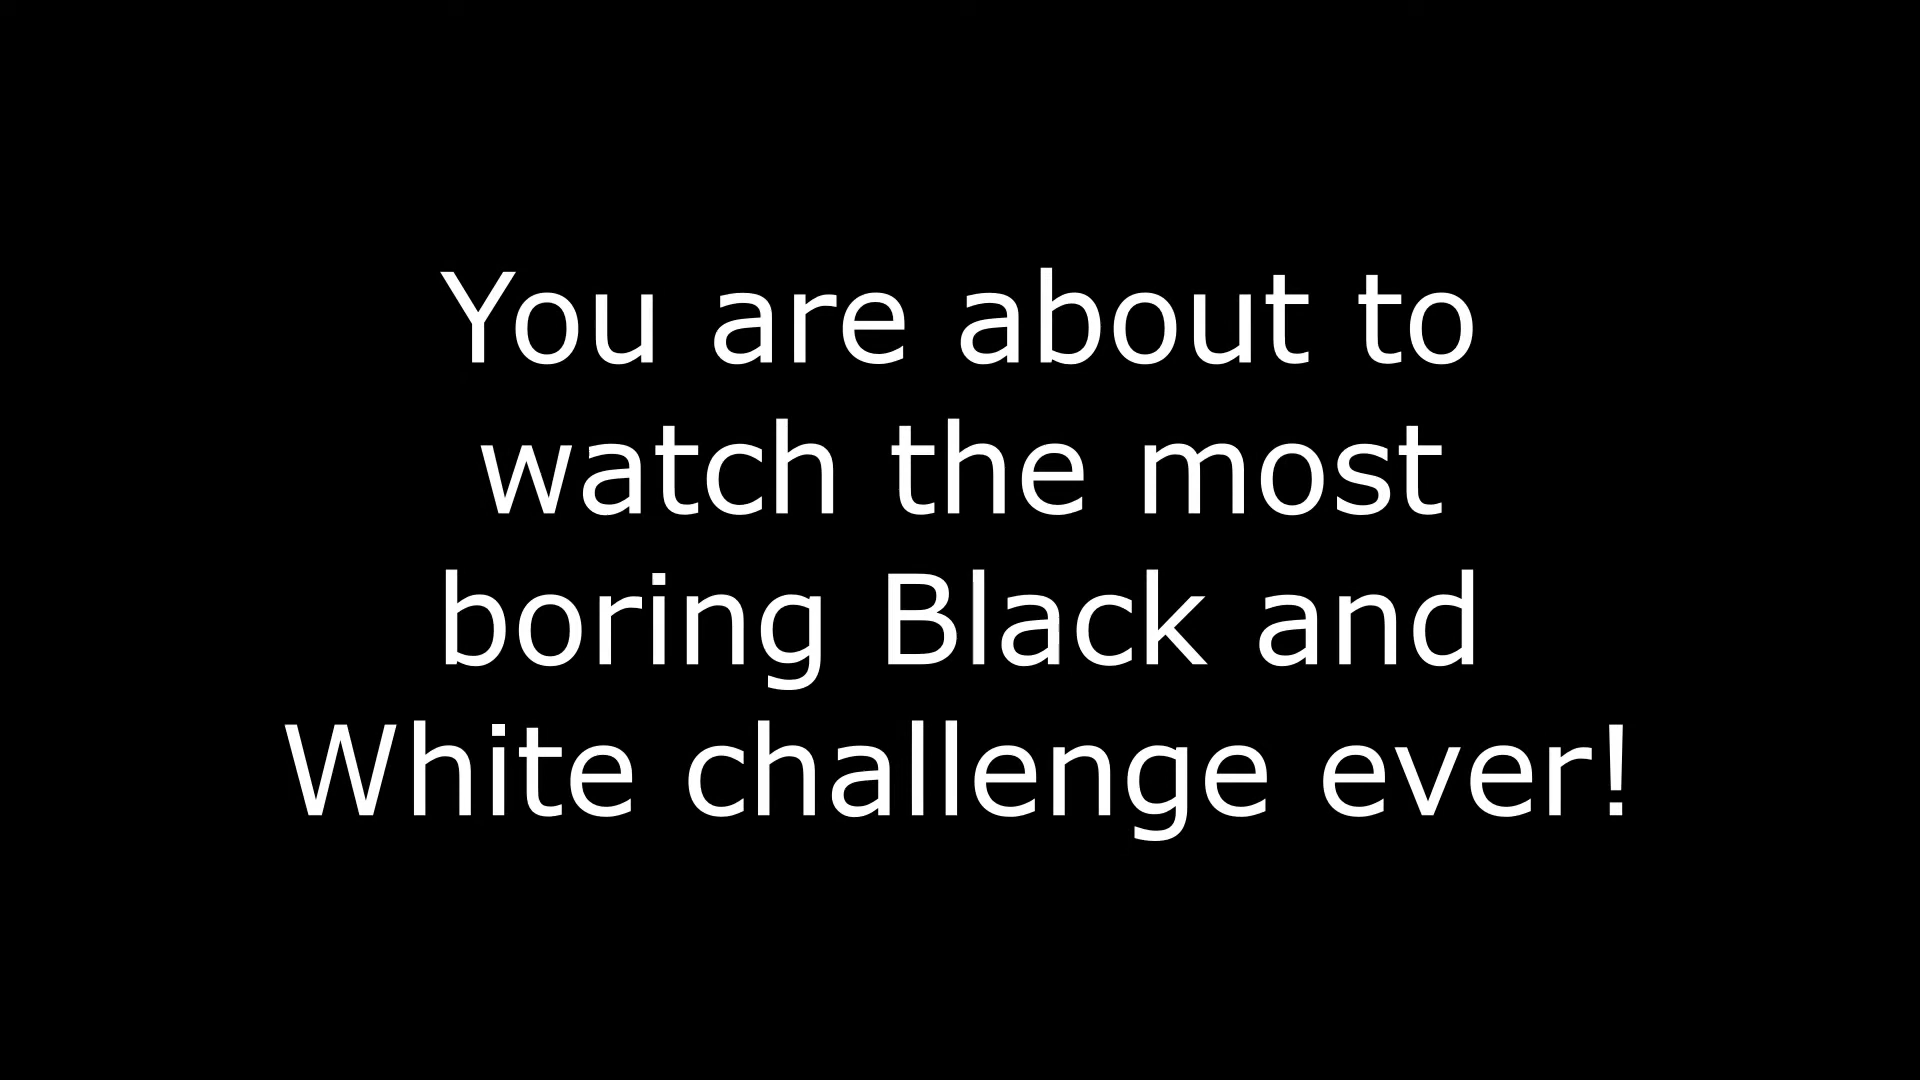 You are about to
watch the most
boring Black and
White challenge ever!